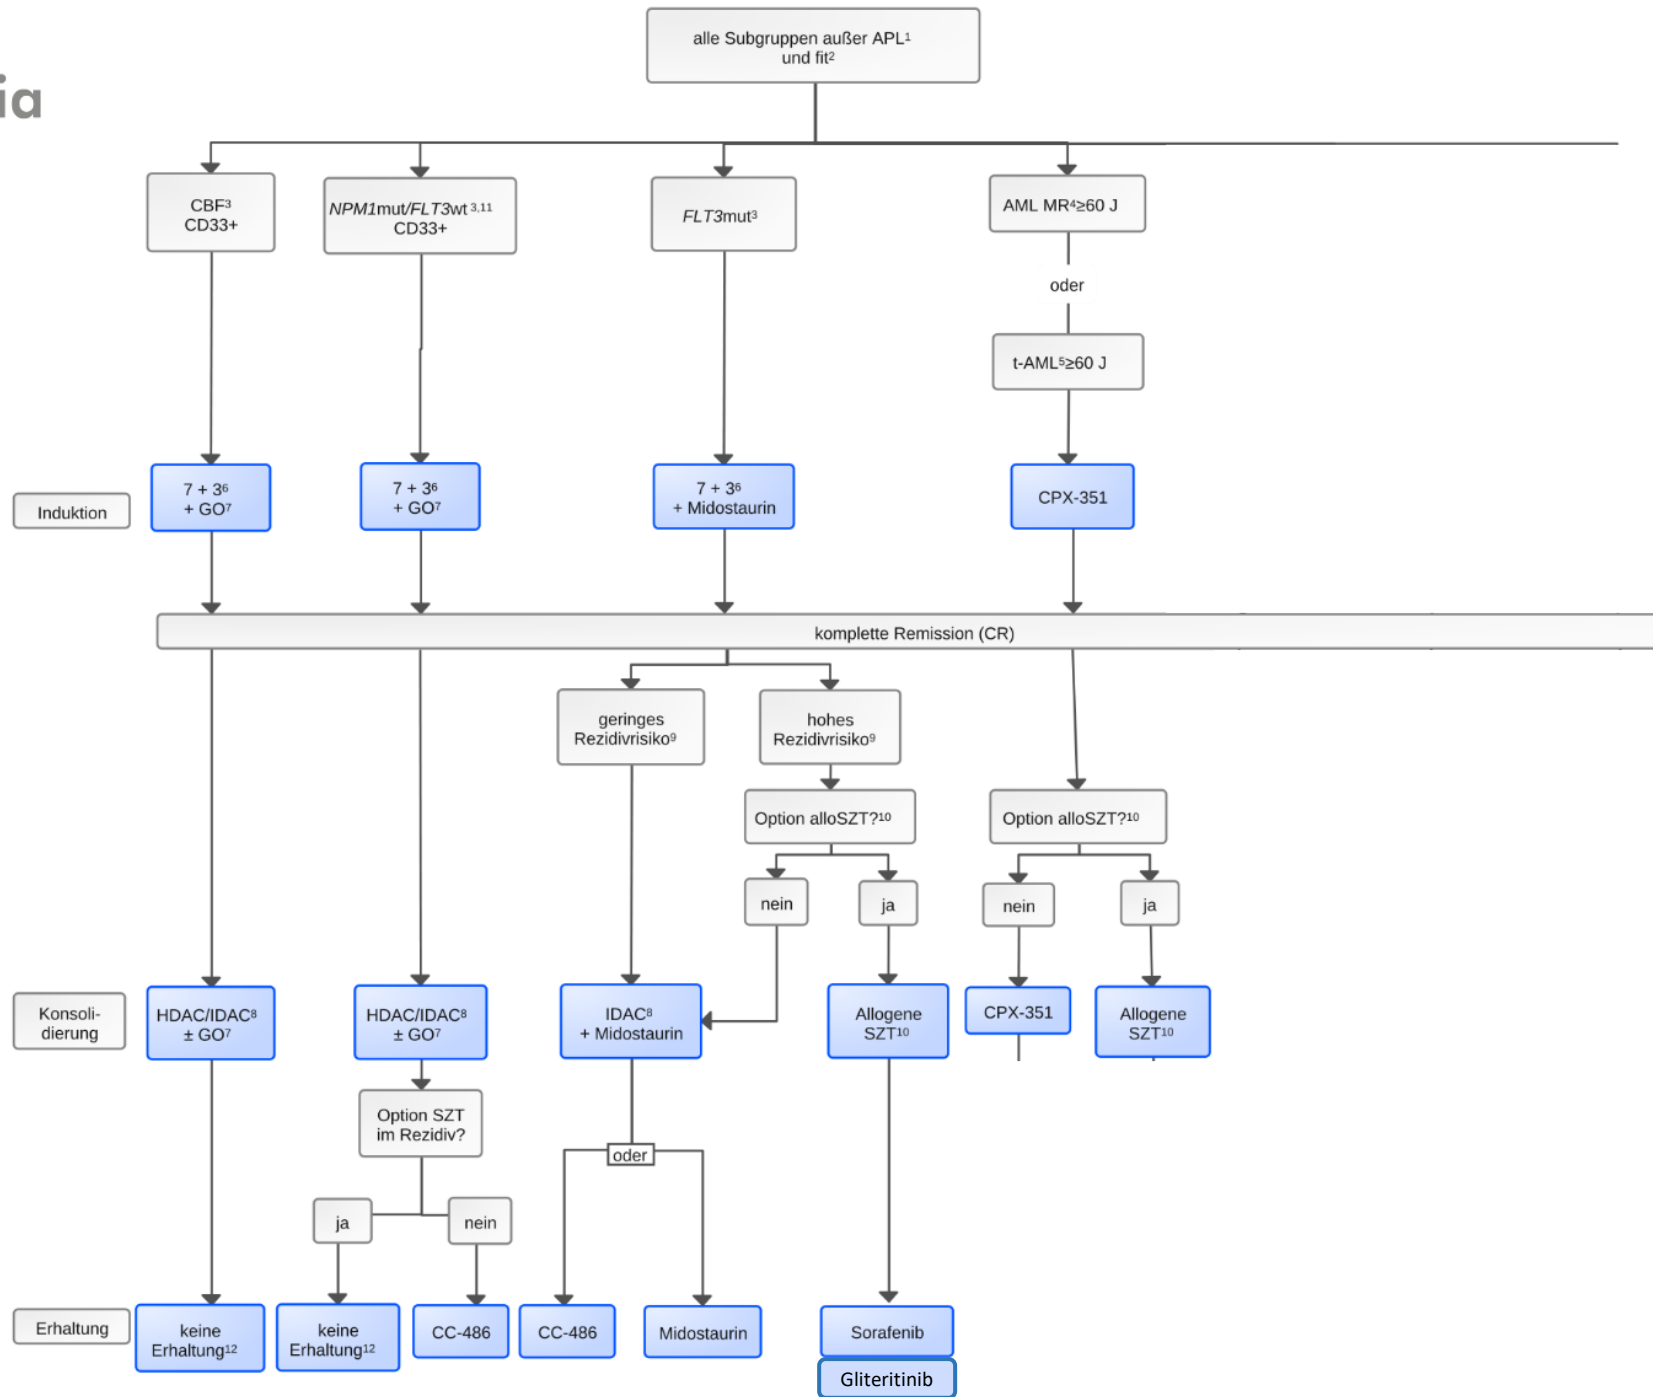 alle Subgruppen außer APL¹
und fit²
ia
CBF³
CD33+
NPM1mut/FLT3wt ³,¹¹
CD33+
FLT3mut³
AML MR⁴≥60 J
oder
t-AML⁵≥60 J
Induktion
7 + 3⁶
+ GO⁷
7 + 3⁶
+ GO⁷
7 + 3⁶
+ Midostaurin
CPX-351
komplette Remission (CR)
geringes
Rezidivrisiko⁹
hohes
Rezidivrisiko⁹
Option alloSZT?¹⁰
Option alloSZT?¹⁰
nein
ja
nein
ja
Konsoli-
dierung
HDAC/IDAC⁸
± GO⁷
HDAC/IDAC⁸
± GO⁷
IDAC⁸
+ Midostaurin
Allogene
SZT¹⁰
CPX-351
Allogene
SZT¹⁰
Option SZT
im Rezidiv?
oder
ja
nein
Erhaltung
keine
Erhaltung¹²
keine
Erhaltung¹²
CC-486
CC-486
Midostaurin
Sorafenib
Gliteritinib